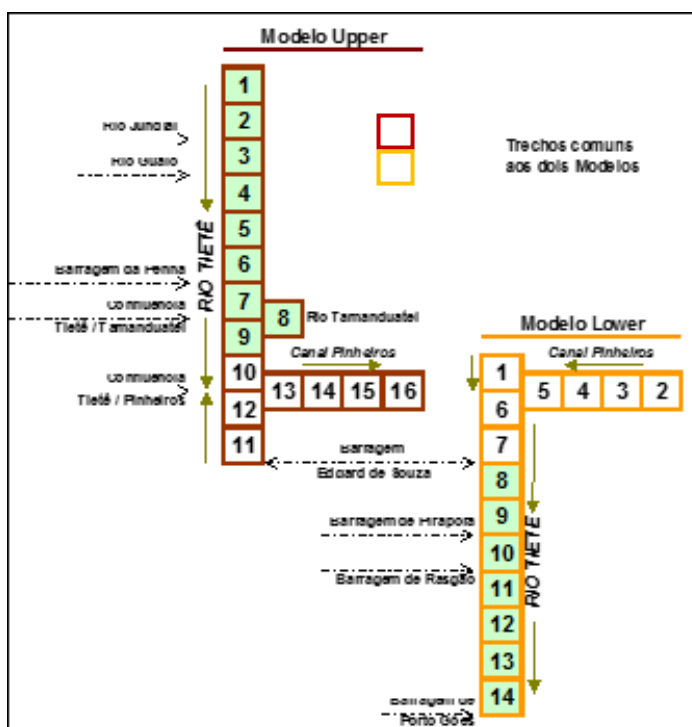 Modelo Upper
1
2
3
4
5
6
7
8
9
10
12
11
13 14 15 16
Rio Jundiaí
Rio Guaió
RIO TIETÊ
Barragem da Penha
Confluência
Tietê / Tamanduateí
Rio Tamanduateí
Canal Pinheiros
Confluência
Tietê / Pinheiros
Trechos comuns
aos dois Modelos
Modelo Lower
Canal Pinheiros
1
5 4 3 2
6
7
8
9
10
11
12
13
14
Barragem
Edgard de Souza
Barragem de Pirapora
Barragem de Rasgão
RIO TIETÊ
Barragem de
Porto Góes